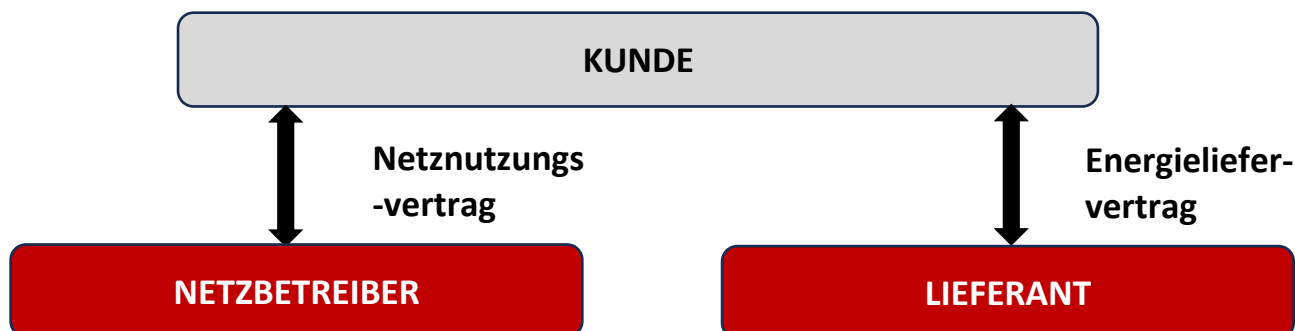 KUNDE
Netznutzungs
-vertrag
Energieliefer-
vertrag
NETZBETREIBER
LIEFERANT